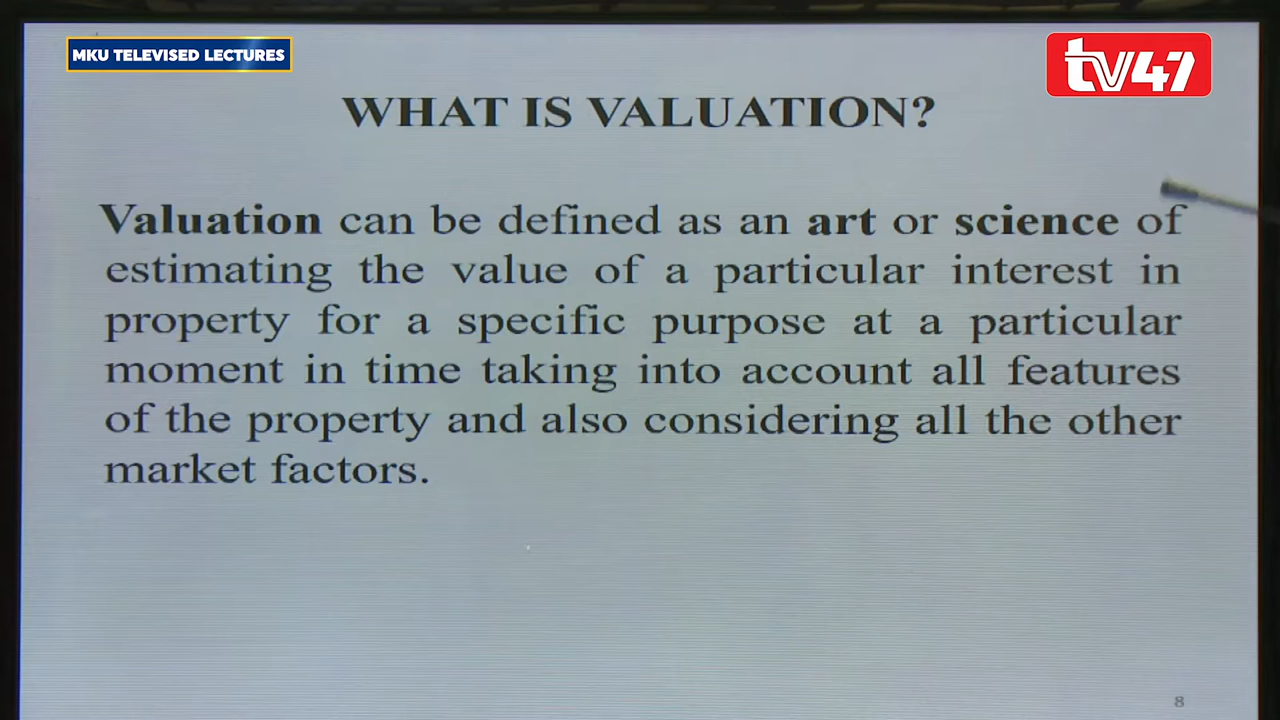 MKU TELEVISED LECTURES
tv47
WHAT IS VALUATION?
Valuation can be defined as an art or science of
estimating the value of a particular interest in
property for a specific purpose at a particular
moment in time taking into account all features
of the property and also considering all the other
market factors.
8